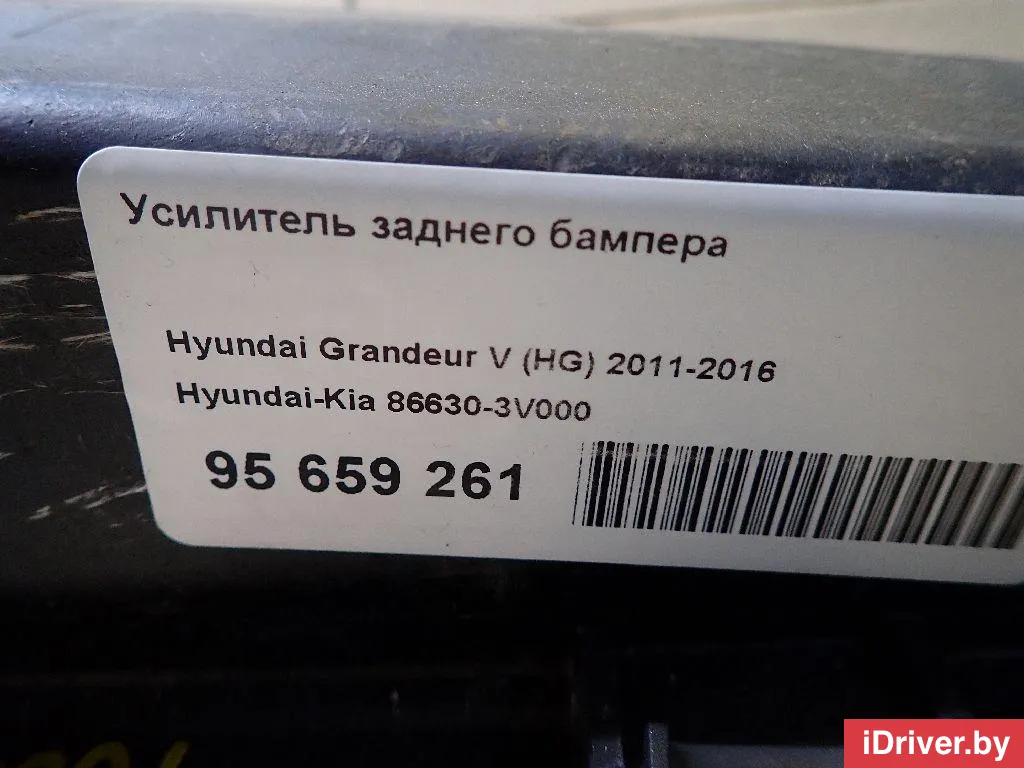 Усилитель заднего бампера
Hyundai Grandeur V (HG) 2011-2016
Hyundai-Kia 86630-3V000
95 659 261
iDriver.by